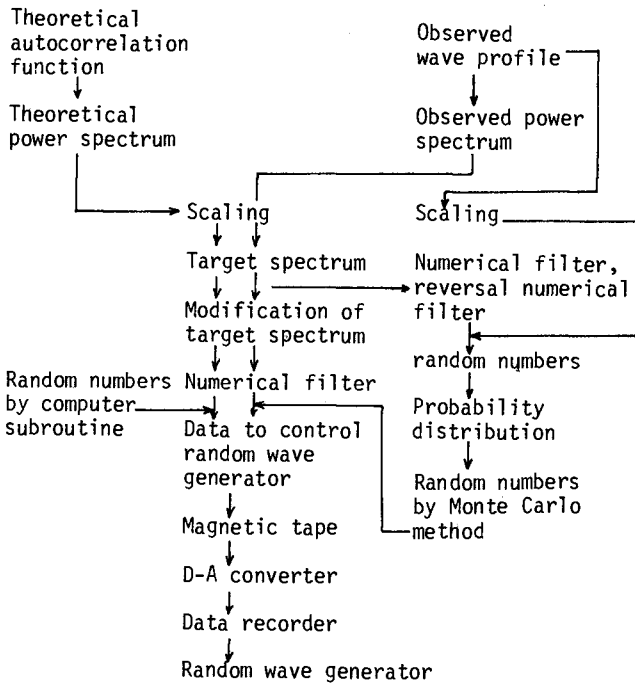 Theoretical
autocorrelation
function
Theoretical
power spectrum
Observed
wave profile
Observed power
spectrum
Scaling
Scaling
Target spectrum
Modification of
target spectrum
Numerical filter,
reversal numerical
filter
random numbers
Random numbers
by computer
subroutine
Numerical filter
Data to control
random wave
generator
Probability
distribution
Random numbers
by Monte Carlo
method
Magnetic tape
D-A converter
Data recorder
Random wave generator